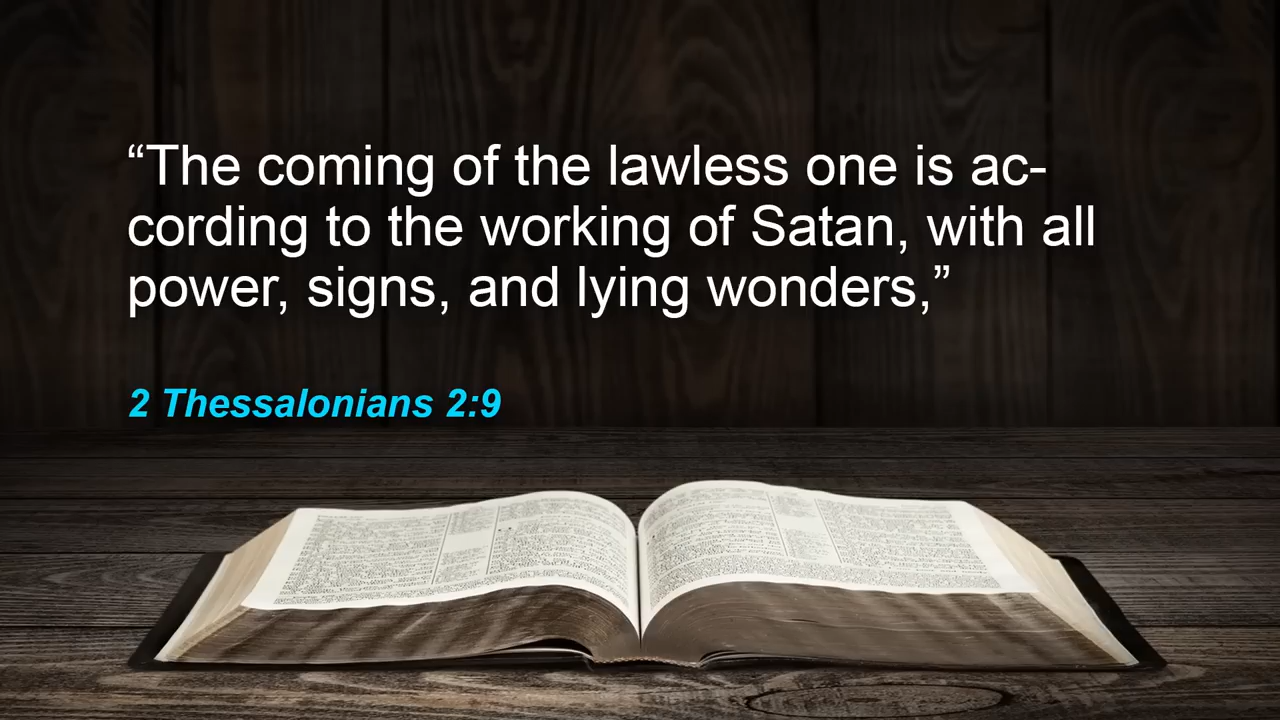 “The coming of the lawless one is ac-
cording to the working of Satan, with all
power, signs, and lying wonders,”
2 Thessalonians 2:9